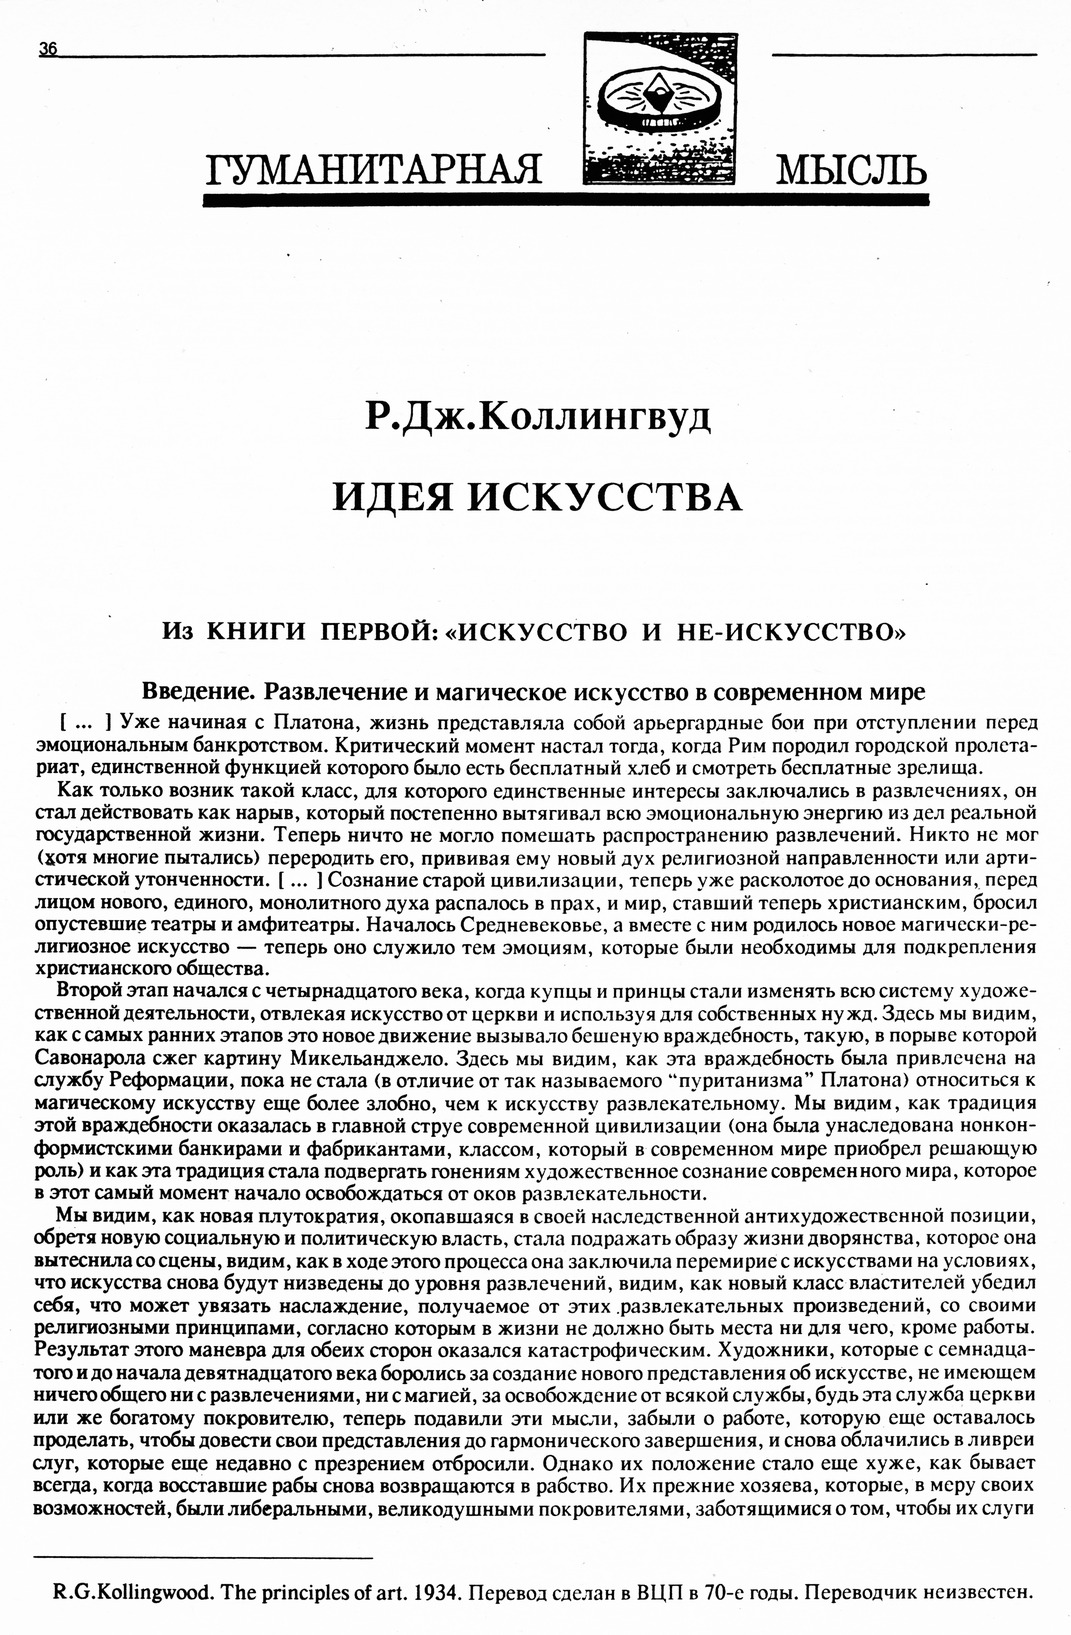 36
ГУМАНИТАРНАЯ МЫСЛЬ
Р.Дж.Коллингвуд
ИДЕЯ ИСКУССТВА
Из КНИГИ ПЕРВОЙ: «ИСКУССТВО И НЕ-ИСКУССТВО»
Введение. Развлечение и магическое искусство в современном мире
[ ... ] Уже начиная с Платона, жизнь представляла собой арьергардные бои при отступлении перед
эмоциональным банкротством. Критический момент настал тогда, когда Рим породил городской пролета-
риат, единственной функцией которого было есть бесплатный хлеб и смотреть бесплатные зрелища.
Как только возник такой класс, для которого единственные интересы заключались в развлечениях, он
стал действовать как нарыв, который постепенно вытягивал всю эмоциональную энергию из дел реальной
государственной жизни. Теперь ничто не могло помешать распространению развлечений. Никто не мог
(хотя многие пытались) переродить его, прививая ему новый дух религиозной направленности или арти-
стической утонченности. [ ... ] Сознание старой цивилизации, теперь уже расколотое до основания, перед
лицом нового, единого, монолитного духа распалось в прах, и мир, ставший теперь христианским, бросил
опустевшие театры и амфитеатры. Началось Средневековье, а вместе с ним родилось новое магически-ре-
лигиозное искусство — теперь оно служило тем эмоциям, которые были необходимы для подкрепления
христианского общества.
Второй этап начался с четырнадцатого века, когда купцы и принцы стали изменять всю систему художе-
ственной деятельности, отвлекая искусство от церкви и используя для собственных нужд. Здесь мы видим,
как с самых ранних этапов это новое движение вызывало бешеную враждебность, такую, в порыве которой
Савонарола сжег картину Микельанджело. Здесь мы видим, как эта враждебность была привлечена на
службу Реформации, пока не стала (в отличие от так называемого “пуританизма” Платона) относиться к
магическому искусству еще более злобно, чем к искусству развлекательному. Мы видим, как традиция
этой враждебности оказалась в главной струе современной цивилизации (она была унаследована нонкон-
формистскими банкирами и фабрикантами, классом, который в современном мире приобрел решающую
роль) и как эта традиция стала подвергать гонениям художественное сознание современного мира, которое
в этот самый момент начало освобождаться от оков развлекательности.
Мы видим, как новая плутократия, окопавшаяся в своей наследственной антихудожественной позиции,
обретя новую социальную и политическую власть, стала подражать образу жизни дворянства, которое она
вытеснила со сцены, видим, как в ходе этого процесса она заключила перемирие с искусствами на условиях,
что искусства снова будут низведены до уровня развлечений, видим, как новый класс властителей убедил
себя, что может увязать наслаждение, получаемое от этих .развлекательных произведений, со своими
религиозными принципами, согласно которым в жизни не должно быть места ни для чего, кроме работы.
Результат этого маневра для обеих сторон оказался катастрофическим. Художники, которые с семнадца-
того и до начала девятнадцатого века боролись за создание нового представления об искусстве, не имеющем
ничего общего ни с развлечениями, ни с магией, за освобождение от всякой службы, будь эта служба церкви
или же богатому покровителю, теперь подавили эти мысли, забыли о работе, которую еще оставалось
проделать, чтобы довести свои представления до гармонического завершения, и снова облачились в ливреи
слуг, которые еще недавно с презрением отбросили. Однако их положение стало еще хуже, как бывает
всегда, когда восставшие рабы снова возвращаются в рабство. Их прежние хозяева, которые, в меру своих
возможностей, были либеральными, великодушными покровителями, заботящимися о том, чтобы их слуги
R.G.Kollingwood. The principles of art. 1934. Перевод сделан в ВЦП в 70-е годы. Переводчик неизвестен.